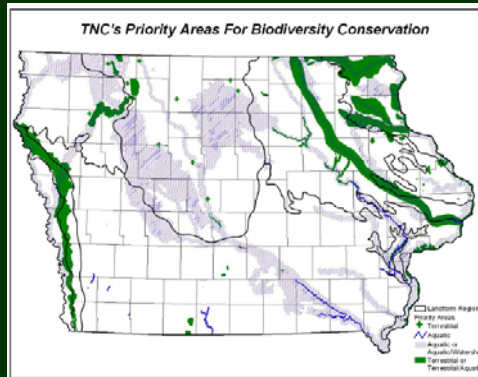 TNC's Priority Areas For Biodiversity Conservation
Landform Region
Priority Areas
Terrestrial
Aquatic
Aquatic or
Aquatic/Watershed
Terrestrial or
Terrestrial/Aquatic